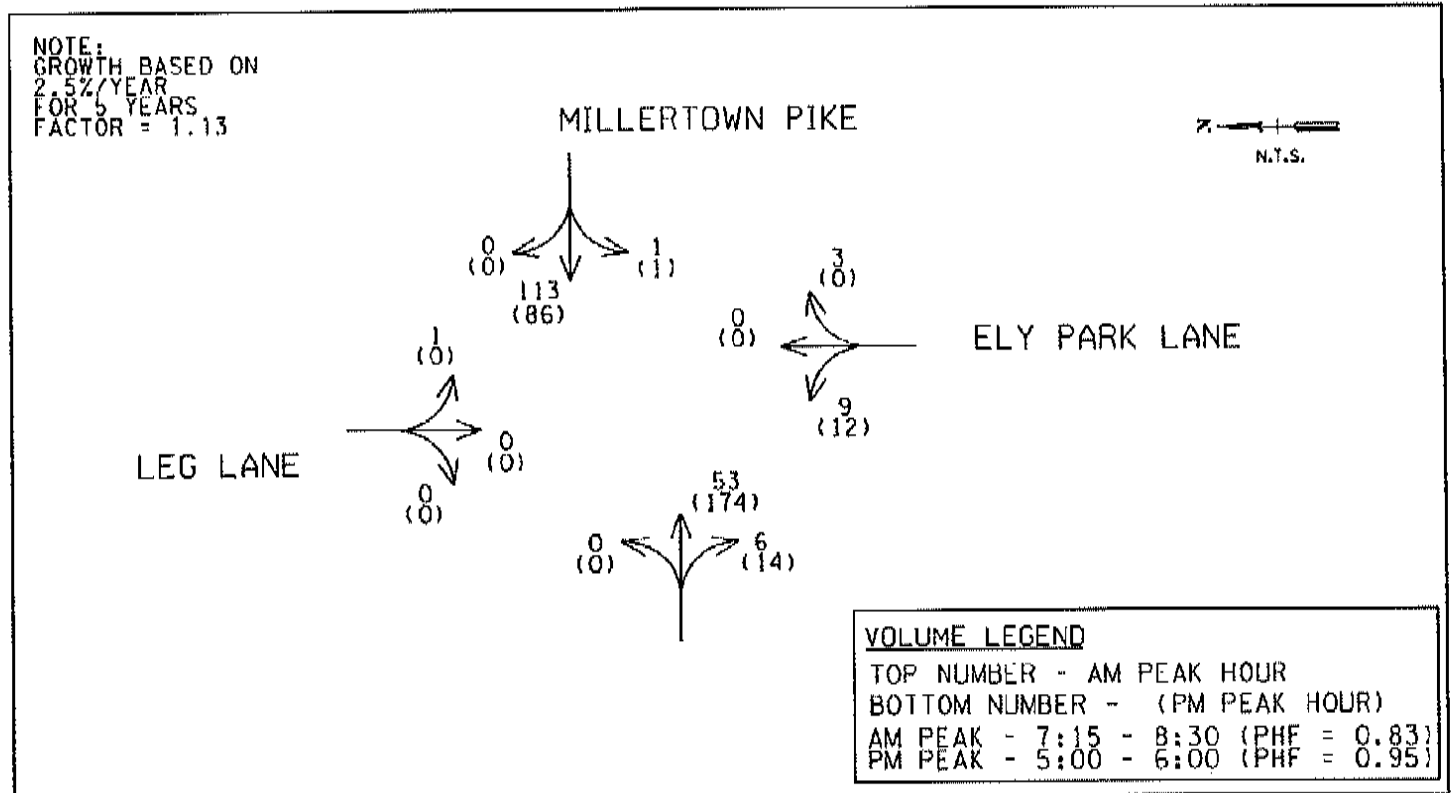 NOTE:
GROWTH BASED ON
2.5%/YEAR
FOR 5 YEARS
FACTOR = 1.13
MILLERTOWN PIKE
N.T.S.
0
(0)
113
(86)
1
(1)
3
(0)
0
(0)
9
(12)
ELY PARK LANE
1
(0)
0
(0)
0
(0)
LEG LANE
53
(174)
0
(0)
6
(14)
VOLUME LEGEND
TOP NUMBER - AM PEAK HOUR
BOTTOM NUMBER - (PM PEAK HOUR)
AM PEAK - 7:15 - 8:30 (PHF = 0.83)
PM PEAK - 5:00 - 6:00 (PHF = 0.95)